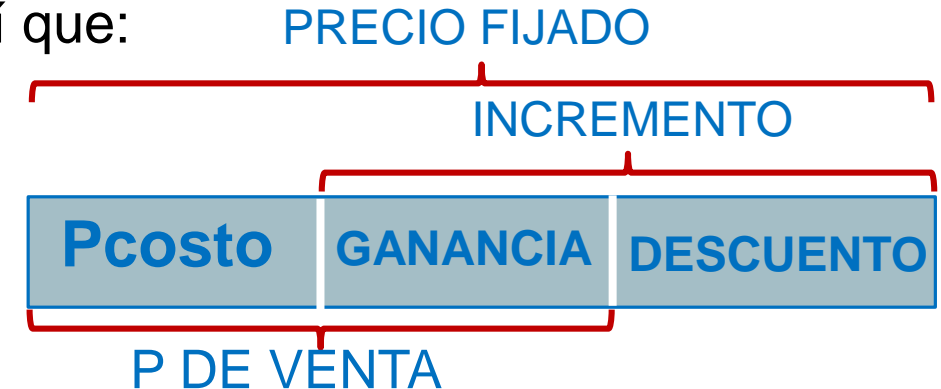 í que:
PRECIO FIJADO
INCREMENTO
Pcosto GANANCIA DESCUENTO
P DE VENTA